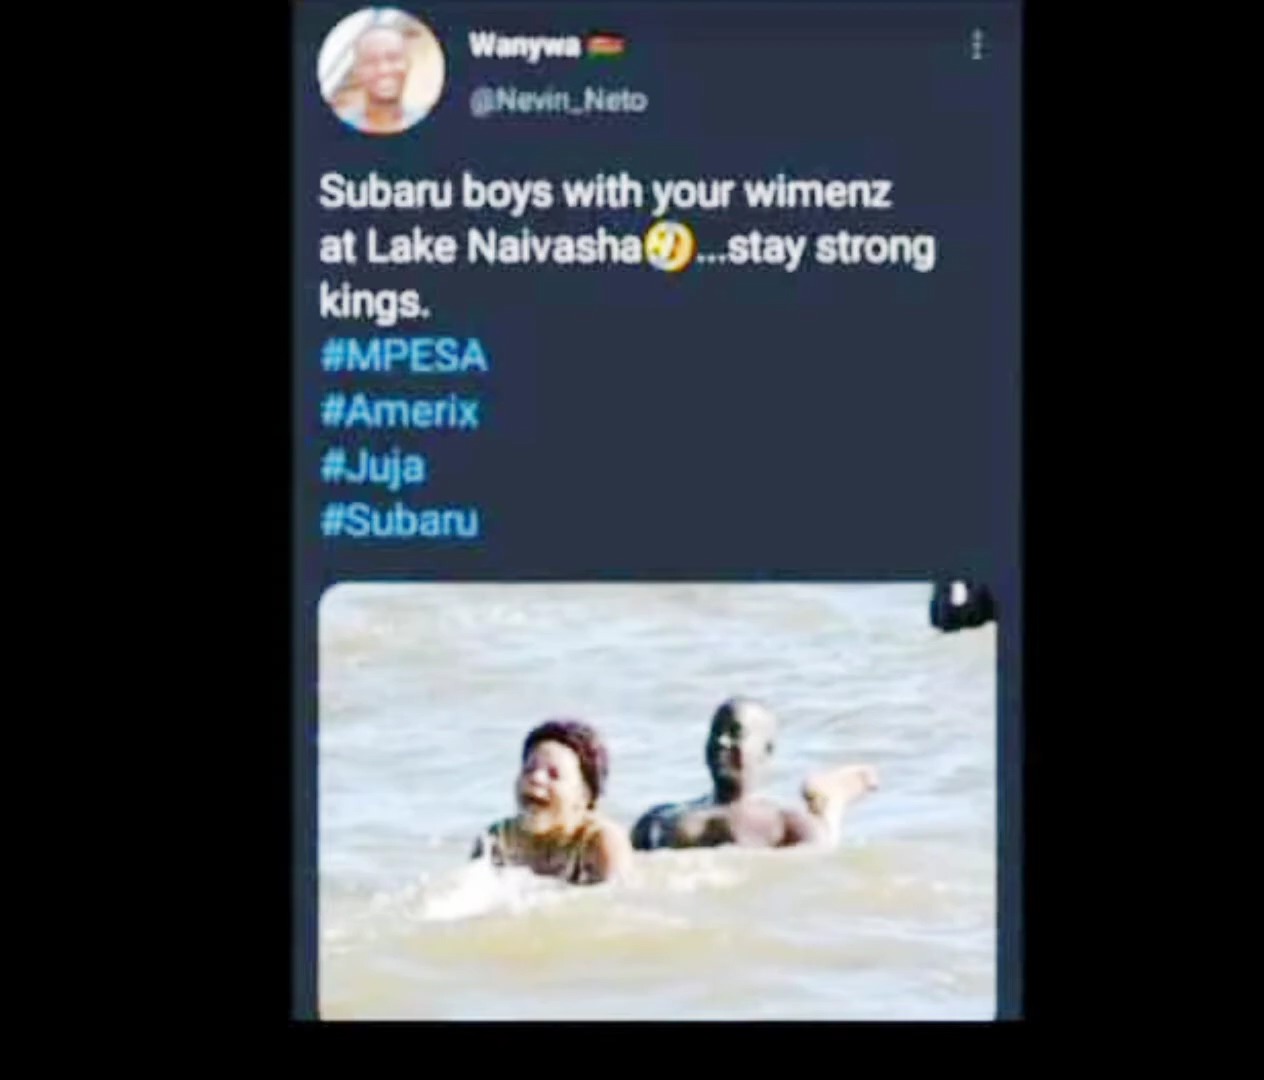 Wanywa 🇰🇪
@Nevin_Neto
Subaru boys with your wimenz
at Lake Naivasha🤣...stay strong
kings.
#MPESA
#Amerix
#Juja
#Subaru